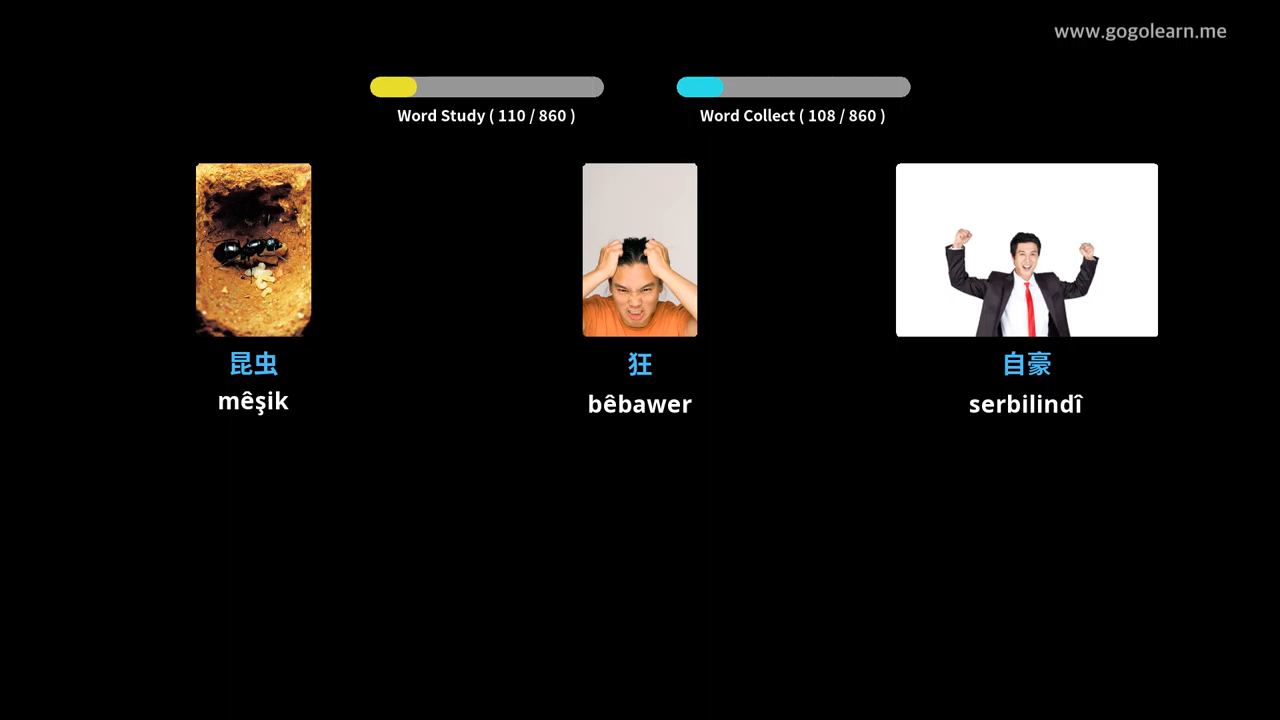 www.gogolearn.me
Word Study ( 110 / 860 )
Word Collect ( 108 / 860 )
昆虫
mêşik
狂
bêbawer
自豪
serbilindî